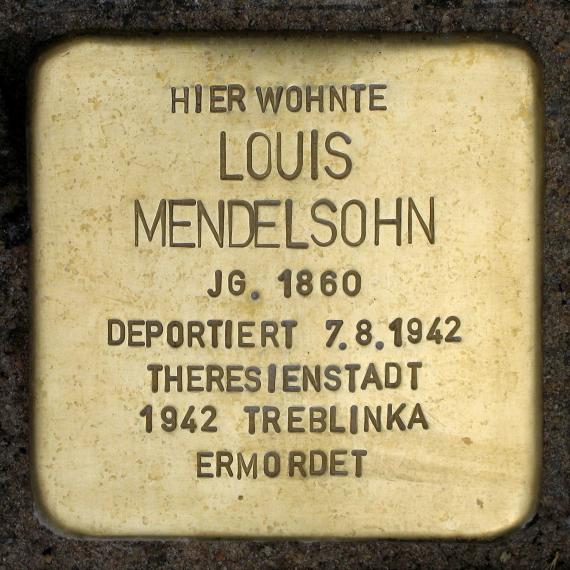 HIER WOHNTE
LOUIS
MENDELSOHN
JG. 1860
DEPORTIERT 7.8.1942
THERESIENSTADT
1942 TREBLINKA
ERMORDET